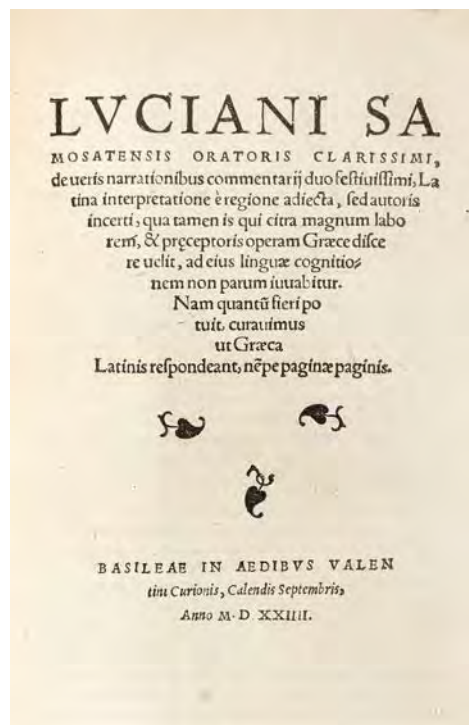 LVCIANI SA
MOSATENSIS ORATORIS CLARISSIMI,
de ueris narrationibus commentarij duo festiuissimi, La
tina interpretatione è regione adiecta, sed autoris
incerti, qua tamen is qui citra magnum labo
rem, & pręceptoris operam Græce disce
re uelit, ad eius linguæ cognitio⸗
nem non parum iuuabitur.
Nam quantũ fieri po
tuit, curauimus
ut Græca
Latinis respondeant, nẽpe paginæ paginis.
BASILEAE IN AEDIBVS VALEN
tini Curionis, Calendis Septembris,
Anno M. D XXIIII.